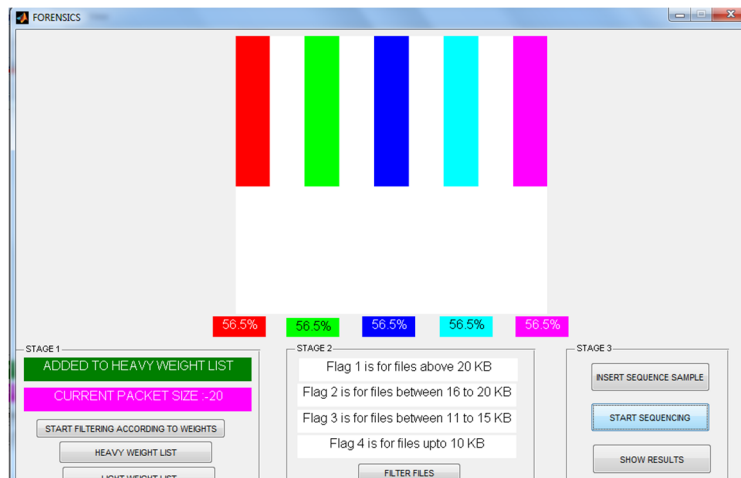 FORENSICS
56.5% 56.5% 56.5% 56.5% 56.5%
STAGE 1
ADDED TO HEAVY WEIGHT LIST
CURRENT PACKET SIZE :-20
START FILTERING ACCORDING TO WEIGHTS
HEAVY WEIGHT LIST
LIGHT WEIGHT LIST
STAGE 2
Flag 1 is for files above 20 KB
Flag 2 is for files between 16 to 20 KB
Flag 3 is for files between 11 to 15 KB
Flag 4 is for files upto 10 KB
FILTER FILES
STAGE 3
INSERT SEQUENCE SAMPLE
START SEQUENCING
SHOW RESULTS